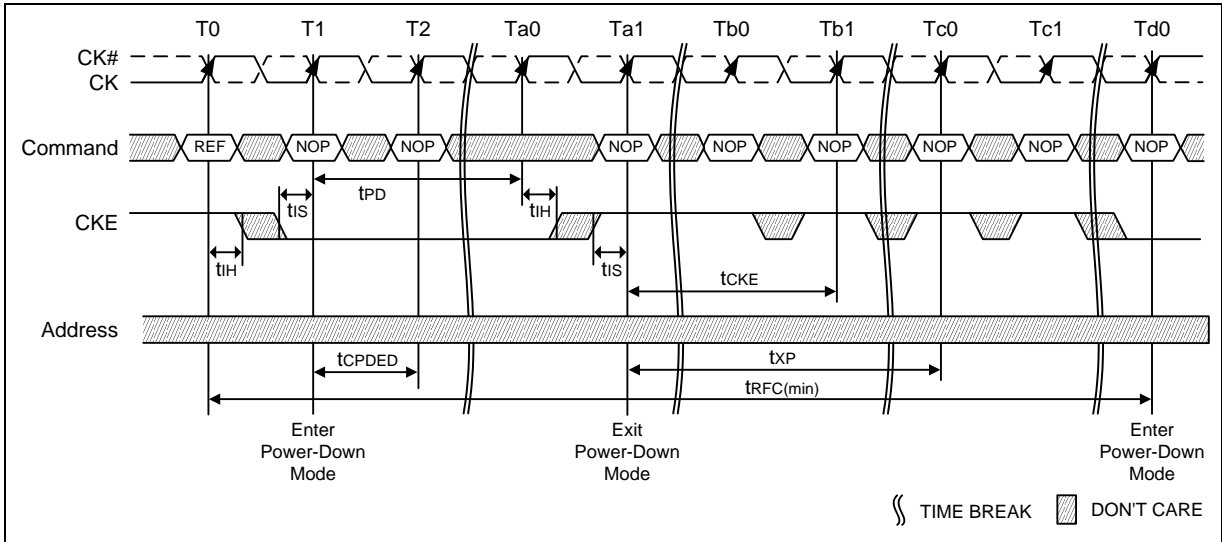 T0 T1 T2 Ta0 Ta1 Tb0 Tb1 Tc0 Tc1 Td0
CK#
CK
Command REF NOP NOP NOP NOP NOP NOP NOP NOP
tPD
tIS tIH
CKE
tIH tIS
tCKE
Address
tCPDED tXP
tRFC(min)
Enter
Power-Down
Mode
Exit
Power-Down
Mode
Enter
Power-Down
Mode
TIME BREAK DON'T CARE